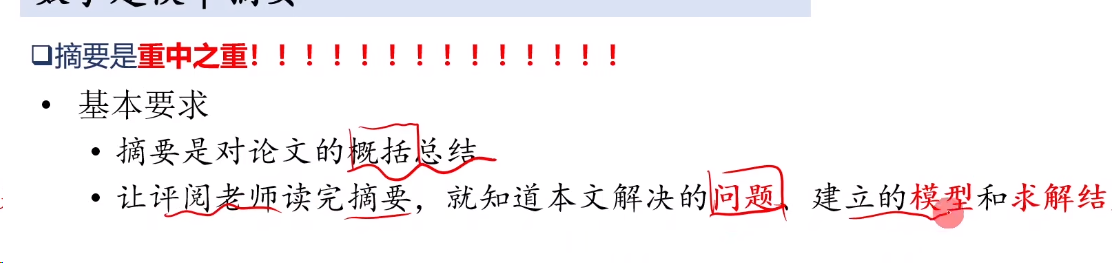 ❑摘要是重中之重！！！！！！！！！！！！！！
• 基本要求
• 摘要是对论文的概括总结
• 让评阅老师读完摘要，就知道本文解决的问题、建立的模型和求解结